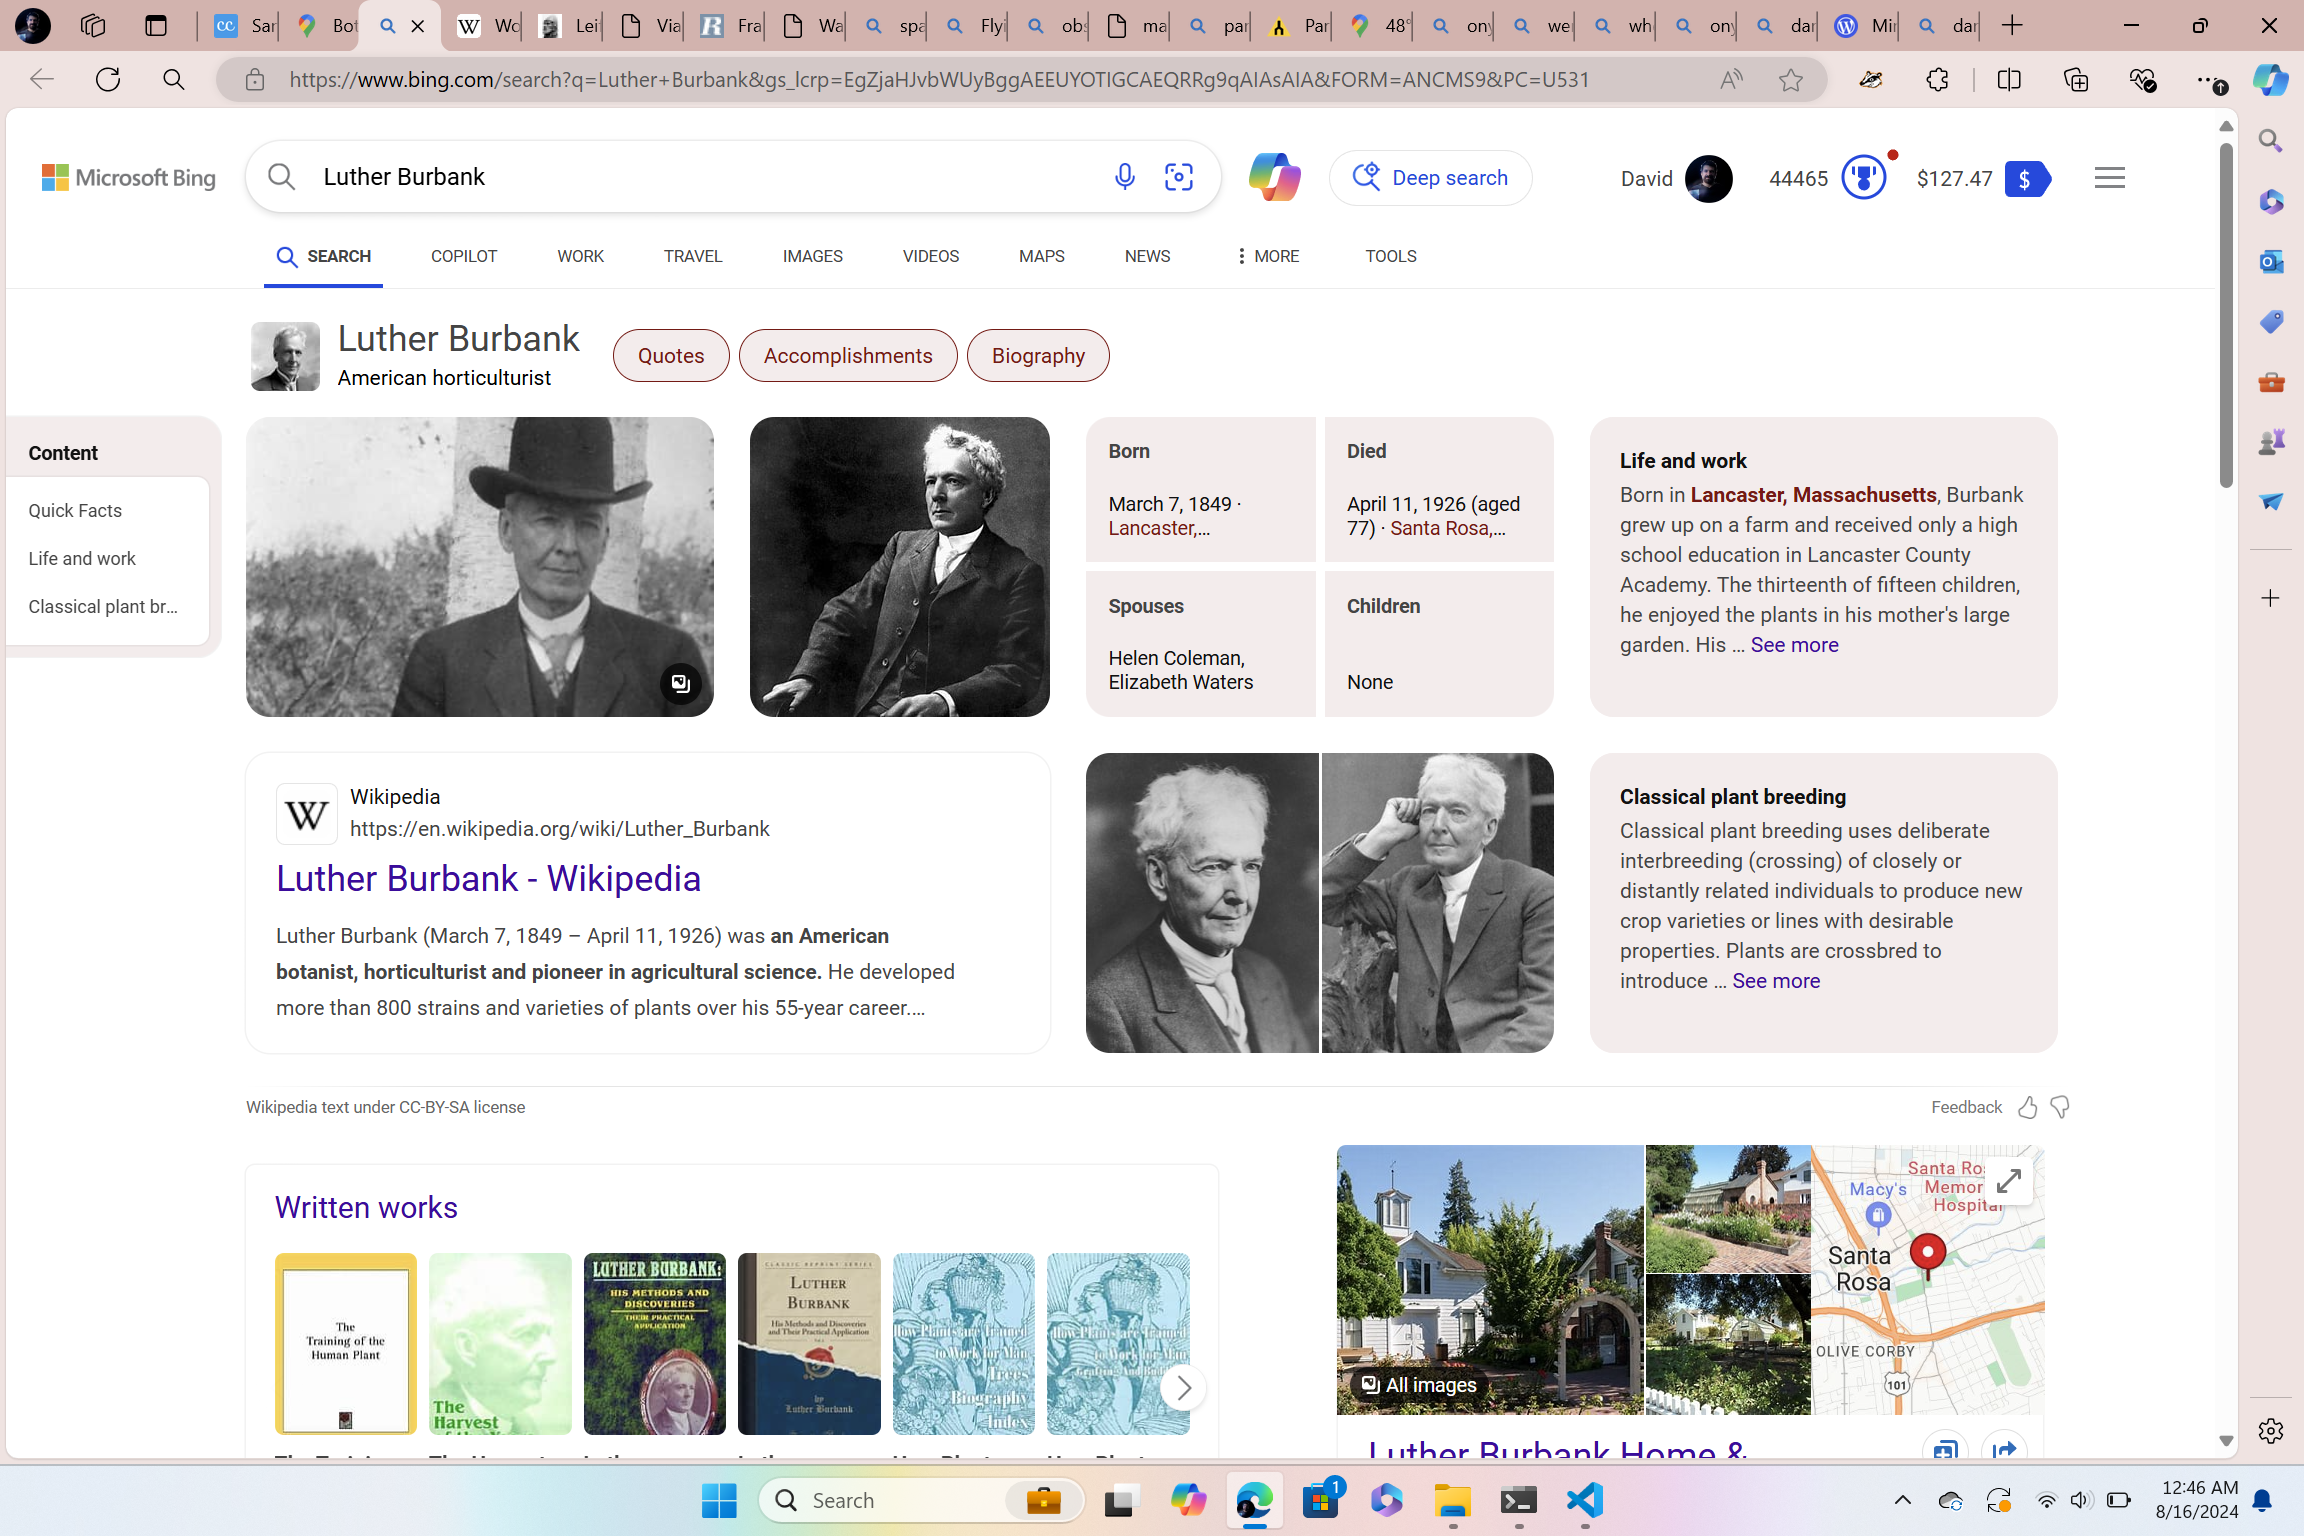 Sar
Bot
Wo
Lei
Via
Fra
Wa
spa
Flyi
obs
ma
par
Par
48°
ony
wei
wh
ony
dar
Mir
dar
https://www.bing.com/search?q=Luther+Burbank&gs_lcrp=EgZjaHJvbWUyBggAEEUYOTIGCAEQRRg9qAIAsAIA&FORM=ANCMS9&PC=U531
Microsoft Bing
Luther Burbank
Deep search
David
44465
$127.47
$
SEARCH
COPILOT
WORK
TRAVEL
IMAGES
VIDEOS
MAPS
NEWS
MORE
TOOLS
Luther Burbank
American horticulturist
Quotes
Accomplishments
Biography
Content
Quick Facts
Life and work
Classical plant br...
Born
March 7, 1849 ·
Lancaster,...
Died
April 11, 1926 (aged
77) · Santa Rosa,...
Spouses
Helen Coleman,
Elizabeth Waters
Children
None
Life and work
Born in Lancaster, Massachusetts, Burbank
grew up on a farm and received only a high
school education in Lancaster County
Academy. The thirteenth of fifteen children,
he enjoyed the plants in his mother's large
garden. His ... See more
W
Wikipedia
https://en.wikipedia.org/wiki/Luther_Burbank
Luther Burbank - Wikipedia
Luther Burbank (March 7, 1849 – April 11, 1926) was an American
botanist, horticulturist and pioneer in agricultural science. He developed
more than 800 strains and varieties of plants over his 55-year career....
Classical plant breeding
Classical plant breeding uses deliberate
interbreeding (crossing) of closely or
distantly related individuals to produce new
crop varieties or lines with desirable
properties. Plants are crossbred to
introduce ... See more
Wikipedia text under CC-BY-SA license
Feedback
Written works
The
Training of the
Human Plant
The
Harvest
LUTHER BURBANK:
HIS METHODS AND
DISCOVERIES
THEIR PRACTICAL
APPLICATION
CLASSIC REPRINT SERIES
LUTHER
BURBANK
His Methods and Discoveries
and Their Practical Application
by
Luther Burbank
How Plants are Trained
to Work for Man
Trees
Biography
Index
How Plants are Trained
to Work for Man
All images
Santa Ro
Memor
Hospital
Macy's
Santa
Rosa
OLIVE CORBY
101
Luther Burbank Home &
Search
1
12:46 AM
8/16/2024